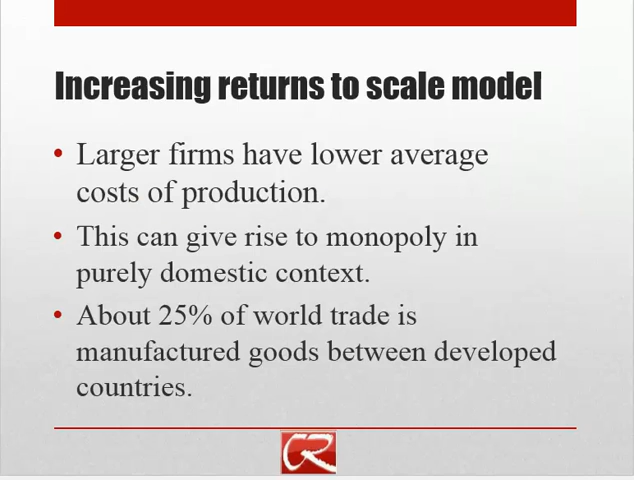 Increasing returns to scale model
• Larger firms have lower average
costs of production.
• This can give rise to monopoly in
purely domestic context.
• About 25% of world trade is
manufactured goods between developed
countries.
CR